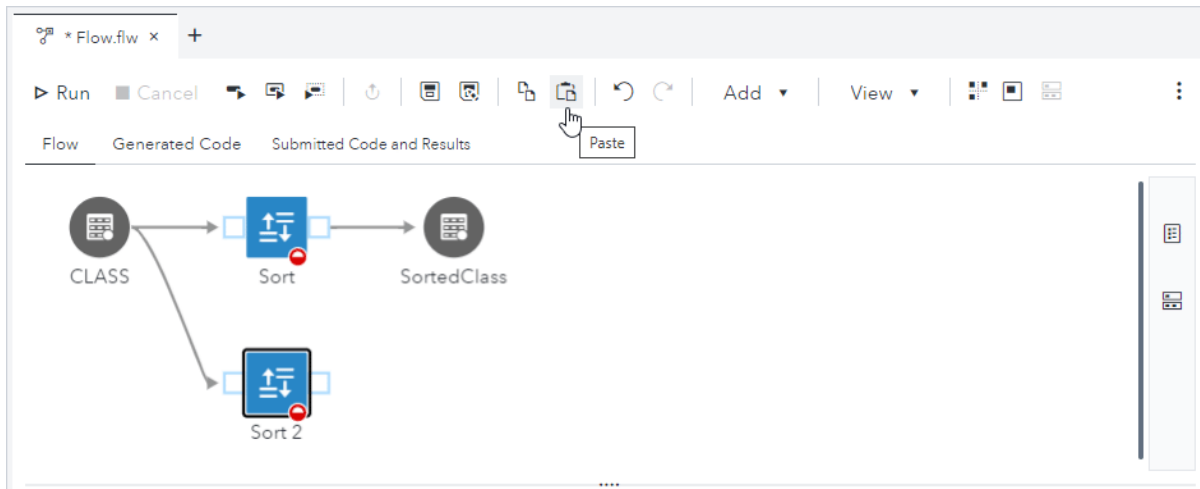 * Flow.flw × +
Run Cancel Add ▼ View ▼
Paste
Flow Generated Code Submitted Code and Results
CLASS Sort SortedClass
Sort 2